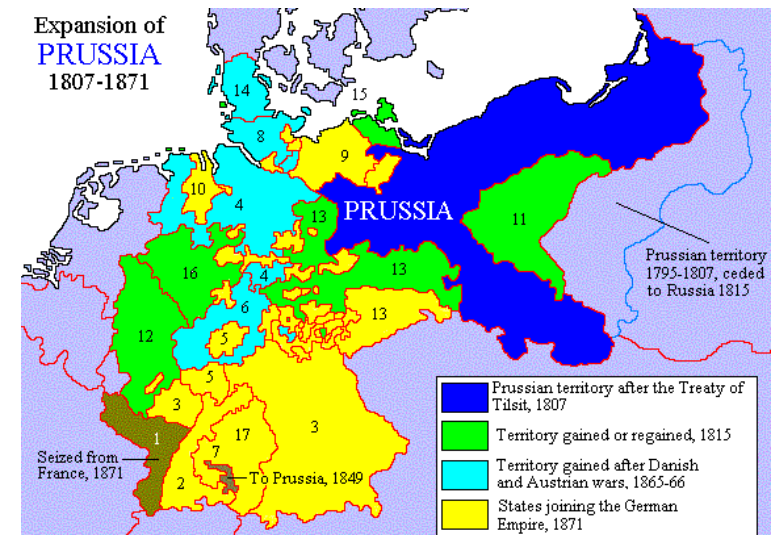 Expansion of
PRUSSIA
1807-1871
15
14
8
9
10
4
PRUSSIA
13
11
16
4
13
Prussian territory
1795-1807, ceded
to Russia 1815
6
13
12
5
5
3
1
17
3
Seized from
France, 1871
7
2
To Prussia, 1849
Prussian territory after the Treaty of
Tilsit, 1807
Territory gained or regained, 1815
Territory gained after Danish
and Austrian wars, 1865-66
States joining the German
Empire, 1871